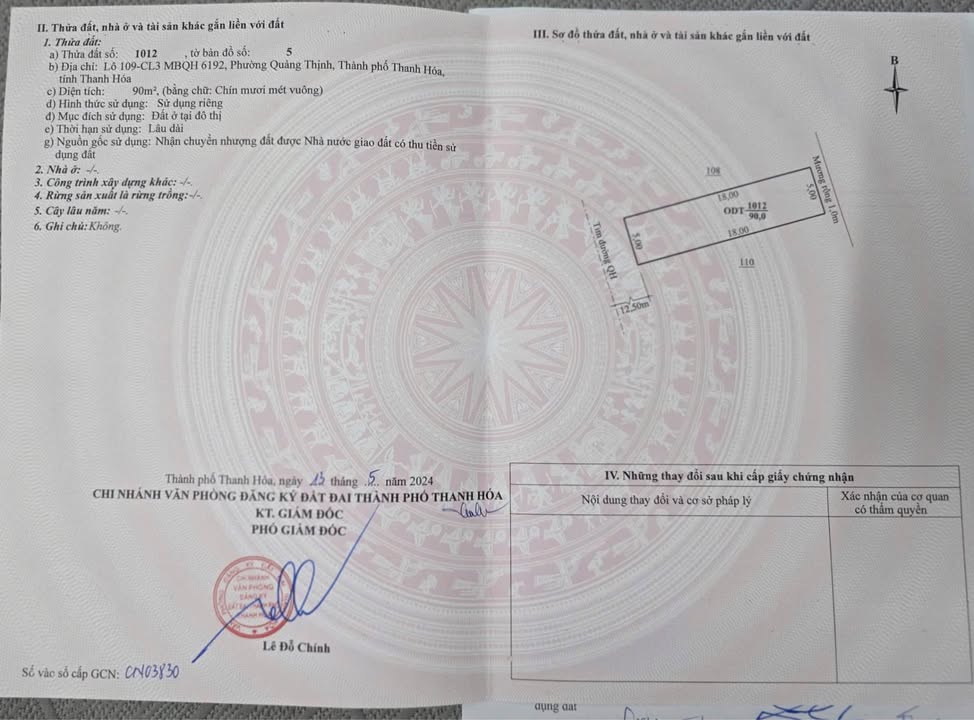 II. Thửa đất, nhà ở và tài sản khác gắn liền với đất
1. Thửa đất:
a) Thửa đất số: 1012 , tờ bản đồ số: 5
b) Địa chỉ: Lô 109-CL3 MBQH 6192, Phường Quảng Thịnh, Thành phố Thanh Hóa,
tỉnh Thanh Hóa
c) Diện tích: 90m², (bằng chữ: Chín mươi mét vuông)
d) Hình thức sử dụng: Sử dụng riêng
đ) Mục đích sử dụng: Đất ở tại đô thị
e) Thời hạn sử dụng: Lâu dài
g) Nguồn gốc sử dụng: Nhận chuyển nhượng đất được Nhà nước giao đất có thu tiền sử
dụng đất
2. Nhà ở: -/-.
3. Công trình xây dựng khác: -/-.
4. Rừng sản xuất là rừng trồng:-/-.
5. Cây lâu năm: -/-.
6. Ghi chú: Không.
Thành phố Thanh Hóa, ngày 13 tháng 5 năm 2024
CHI NHÁNH VĂN PHÒNG ĐĂNG KÝ ĐẤT ĐAI THÀNH PHỐ THANH HÓA
KT. GIÁM ĐỐC
PHÓ GIÁM ĐỐC
CHI NHÁNH
VĂN PHÒNG
ĐĂNG KÝ
Lê Đỗ Chính
Số vào sổ cấp GCN: CN03830
III. Sơ đồ thửa đất, nhà ở và tài sản khác gắn liền với đất
B
108
18,00
5,00
Mương rộng 1,0m
ODT 1012
90,0
5,00
18,00
110
Tim đường QH
12,50m
IV. Những thay đổi sau khi cấp giấy chứng nhận
Nội dung thay đổi và cơ sở pháp lý
Xác nhận của cơ quan
có thẩm quyền
dụng đất